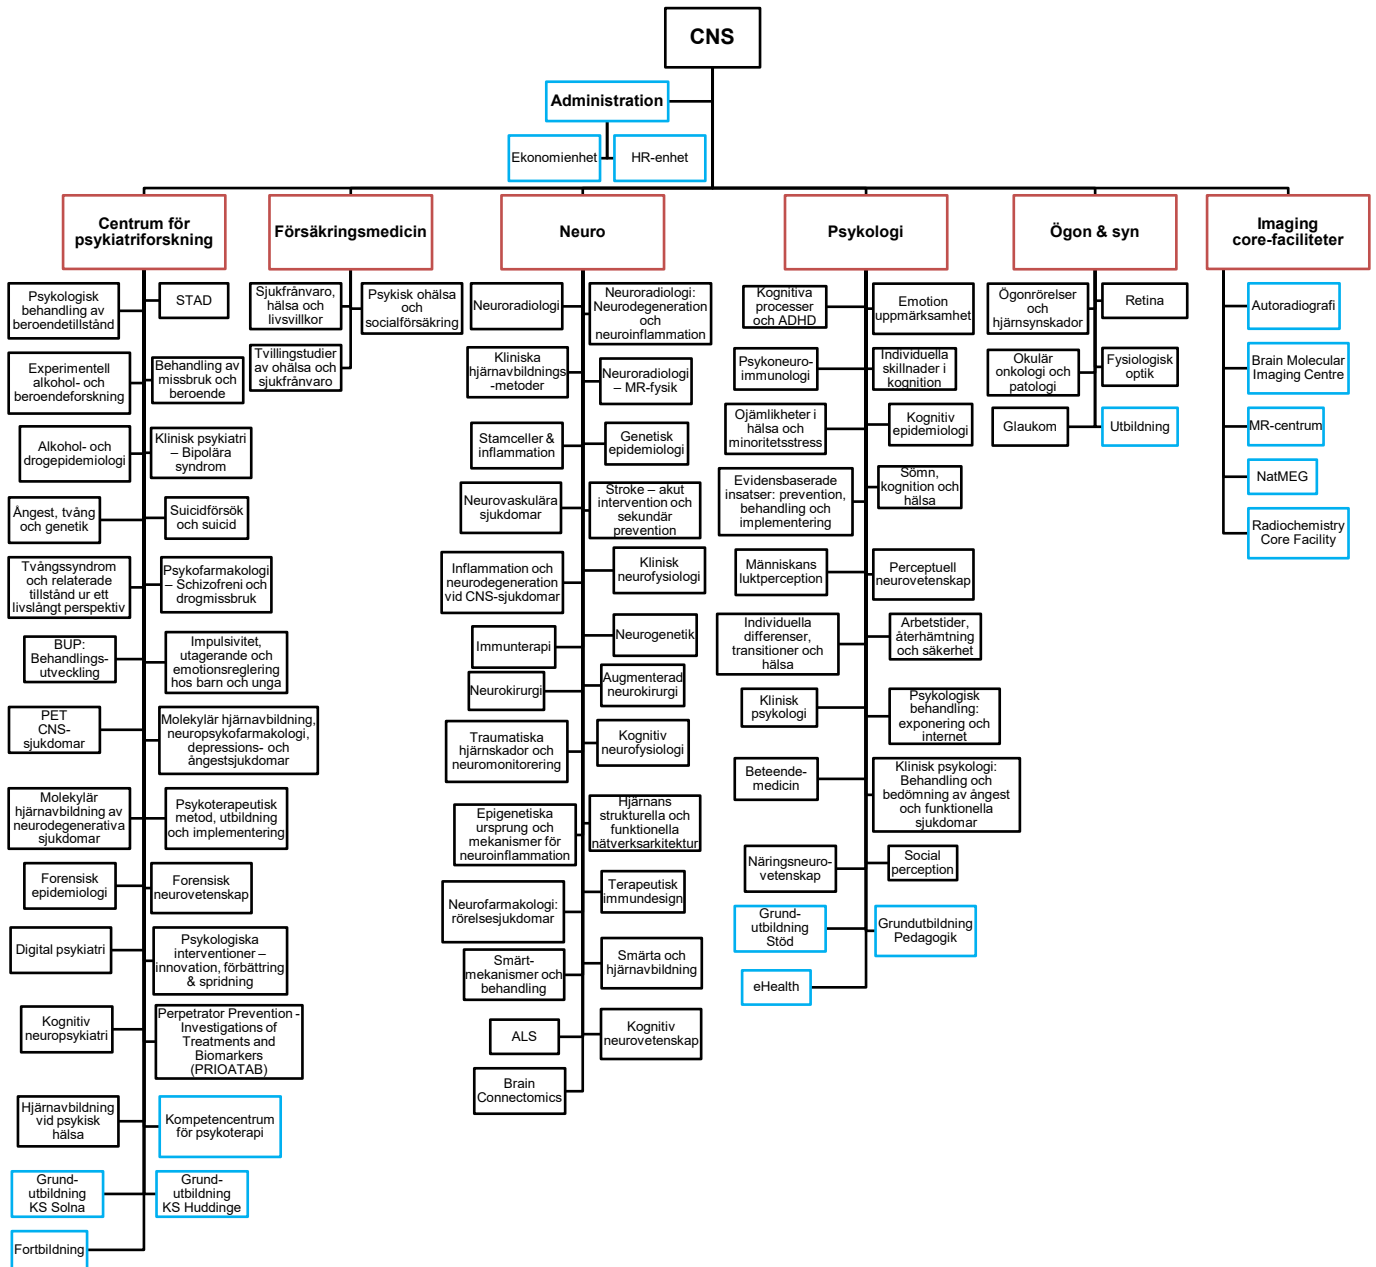 CNS
Administration
Ekonomienhet
HR-enhet
Centrum för
psykiatriforskning
Psykologisk
behandling av
beroendetillstånd
STAD
Experimentell
alkohol- och
beroendeforskning
Behandling av
missbruk och
beroende
Alkohol- och
drogepidemiologi
Klinisk psykiatri
– Bipolära
syndrom
Ångest, tvång
och genetik
Suicidförsök
och suicid
Tvångssyndrom
och relaterade
tillstånd ur ett
livslångt perspektiv
Psykofarmakologi
– Schizofreni och
drogmissbruk
BUP:
Behandlings-
utveckling
Impulsivitet,
utagerande och
emotionsreglering
hos barn och unga
PET
CNS-
sjukdomar
Molekylär hjärnavbildning,
neuropsykofarmakologi,
depressions- och
ångestsjukdomar
Molekylär
hjärnavbildning av
neurodegenerativa
sjukdomar
Psykoterapeutisk
metod, utbildning
och implementering
Forensisk
epidemiologi
Forensisk
neurovetenskap
Digital psykiatri
Psykologiska
interventioner –
innovation, förbättring
& spridning
Kognitiv
neuropsykiatri
Perpetrator Prevention -
Investigations of
Treatments and
Biomarkers
(PRIOATAB)
Hjärnavbildning
vid psykisk
hälsa
Kompetencentrum
för psykoterapi
Grund-
utbildning
KS Solna
Grund-
utbildning
KS Huddinge
Fortbildning
Försäkringsmedicin
Sjukfrånvaro,
hälsa och
livsvillkor
Psykisk ohälsa
och
socialförsäkring
Tvillingstudier
av ohälsa och
sjukfrånvaro
Neuro
Neuroradiologi
Neuroradiologi:
Neurodegeneration
och
neuroinflammation
Kliniska
hjärnavbildnings
-metoder
Neuroradiologi
– MR-fysik
Stamceller &
inflammation
Genetisk
epidemiologi
Neurovaskulära
sjukdomar
Stroke – akut
intervention och
sekundär
prevention
Inflammation och
neurodegeneration
vid CNS-sjukdomar
Klinisk
neurofysiologi
Immunterapi
Neurogenetik
Neurokirurgi
Augmenterad
neurokirurgi
Traumatiska
hjärnskador och
neuromonitorering
Kognitiv
neurofysiologi
Epigenetiska
ursprung och
mekanismer för
neuroinflammation
Hjärnans
strukturella och
funktionella
nätverksarkitektur
Neurofarmakologi:
rörelsesjukdomar
Terapeutisk
immundesign
Smärt-
mekanismer och
behandling
Smärta och
hjärnavbildning
ALS
Kognitiv
neurovetenskap
Brain
Connectomics
Psykologi
Kognitiva
processer
och ADHD
Emotion
uppmärksamhet
Psykoneuro-
immunologi
Individuella
skillnader i
kognition
Ojämlikheter i
hälsa och
minoritetsstress
Kognitiv
epidemiologi
Evidensbaserade
insatser: prevention,
behandling och
implementering
Sömn,
kognition och
hälsa
Människans
luktperception
Perceptuell
neurovetenskap
Individuella
differenser,
transitioner och
hälsa
Arbetstider,
återhämtning
och säkerhet
Klinisk
psykologi
Psykologisk
behandling:
exponering och
internet
Beteende-
medicin
Klinisk psykologi:
Behandling och
bedömning av ångest
och funktionella
sjukdomar
Näringsneuro-
vetenskap
Social
perception
Grund-
utbildning
Stöd
Grundutbildning
Pedagogik
eHealth
Ögon & syn
Ögonrörelser
och
hjärnsynskador
Retina
Okulär
onkologi och
patologi
Fysiologisk
optik
Glaukom
Utbildning
Imaging
core-faciliteter
Autoradiografi
Brain Molecular
Imaging Centre
MR-centrum
NatMEG
Radiochemistry
Core Facility